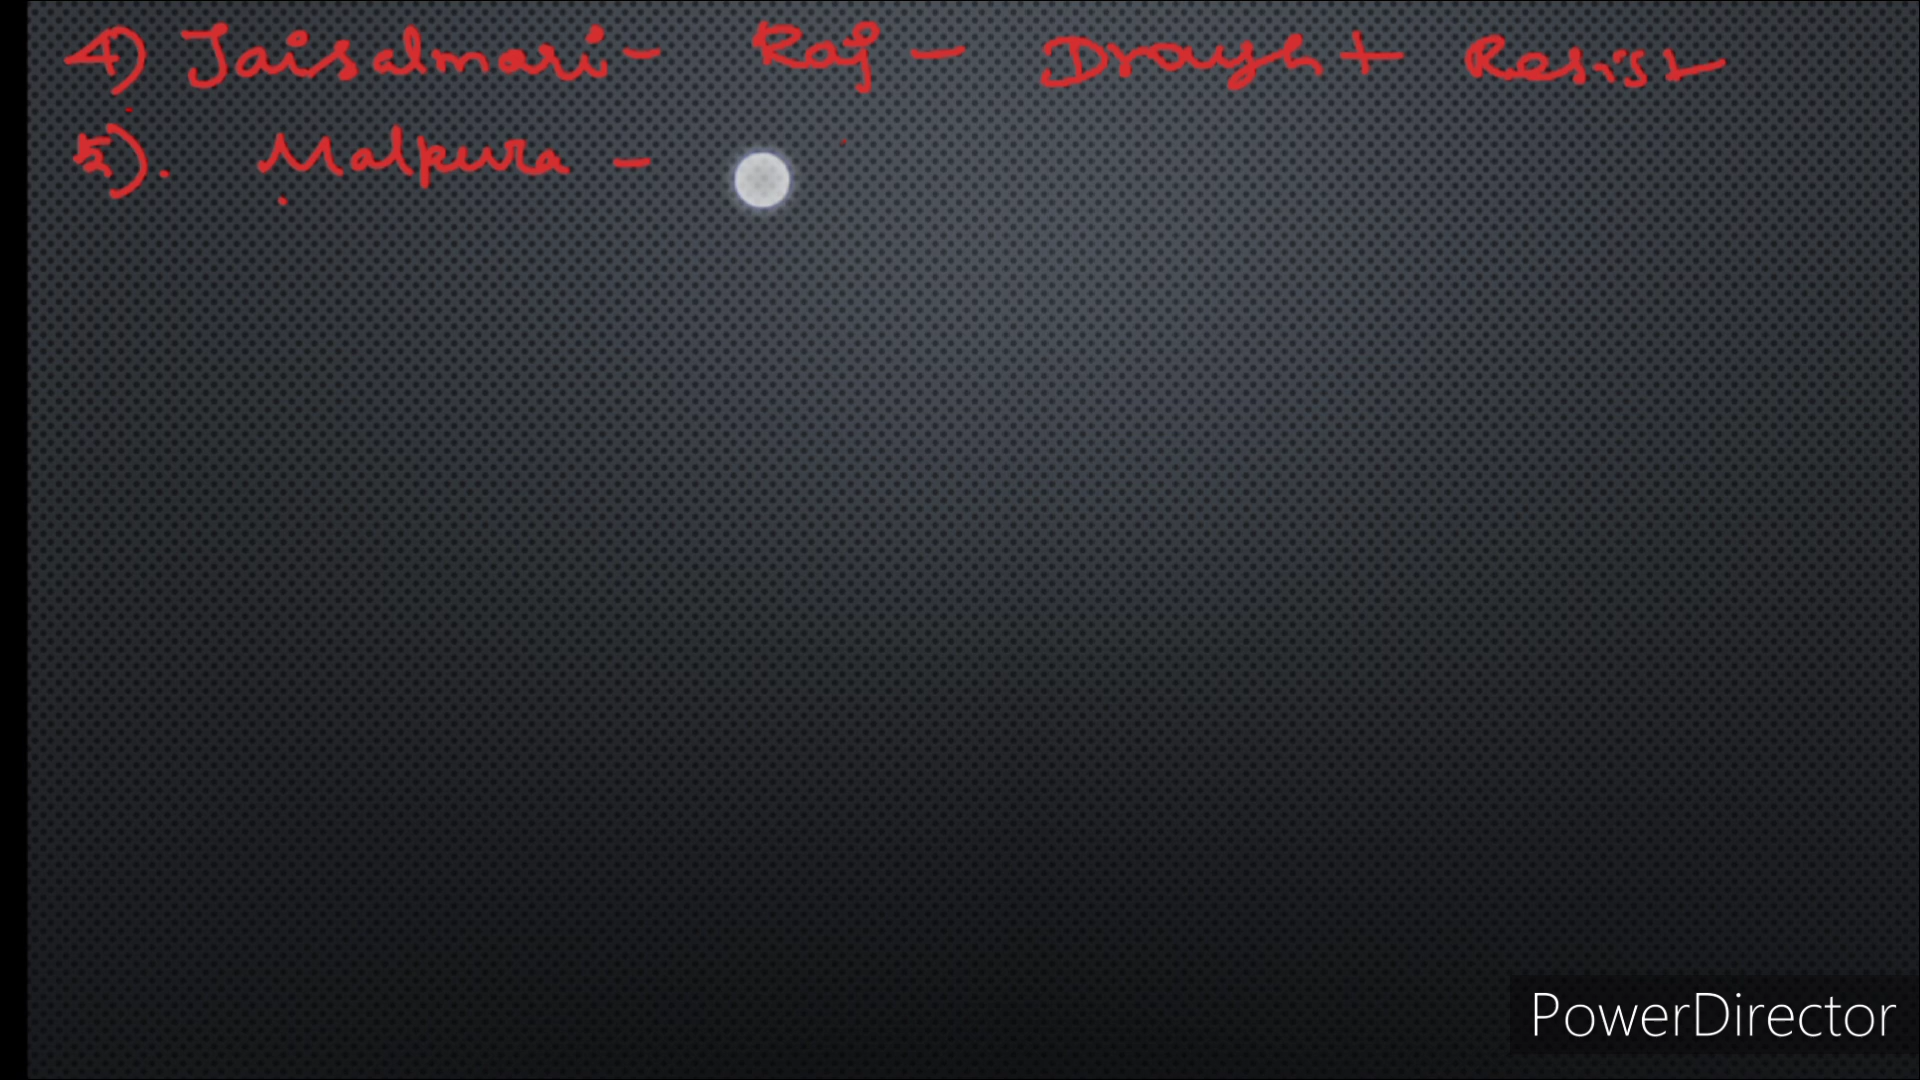 4) Jaisalmari - Raj - Drought Resist
5). Malpura -
PowerDirector